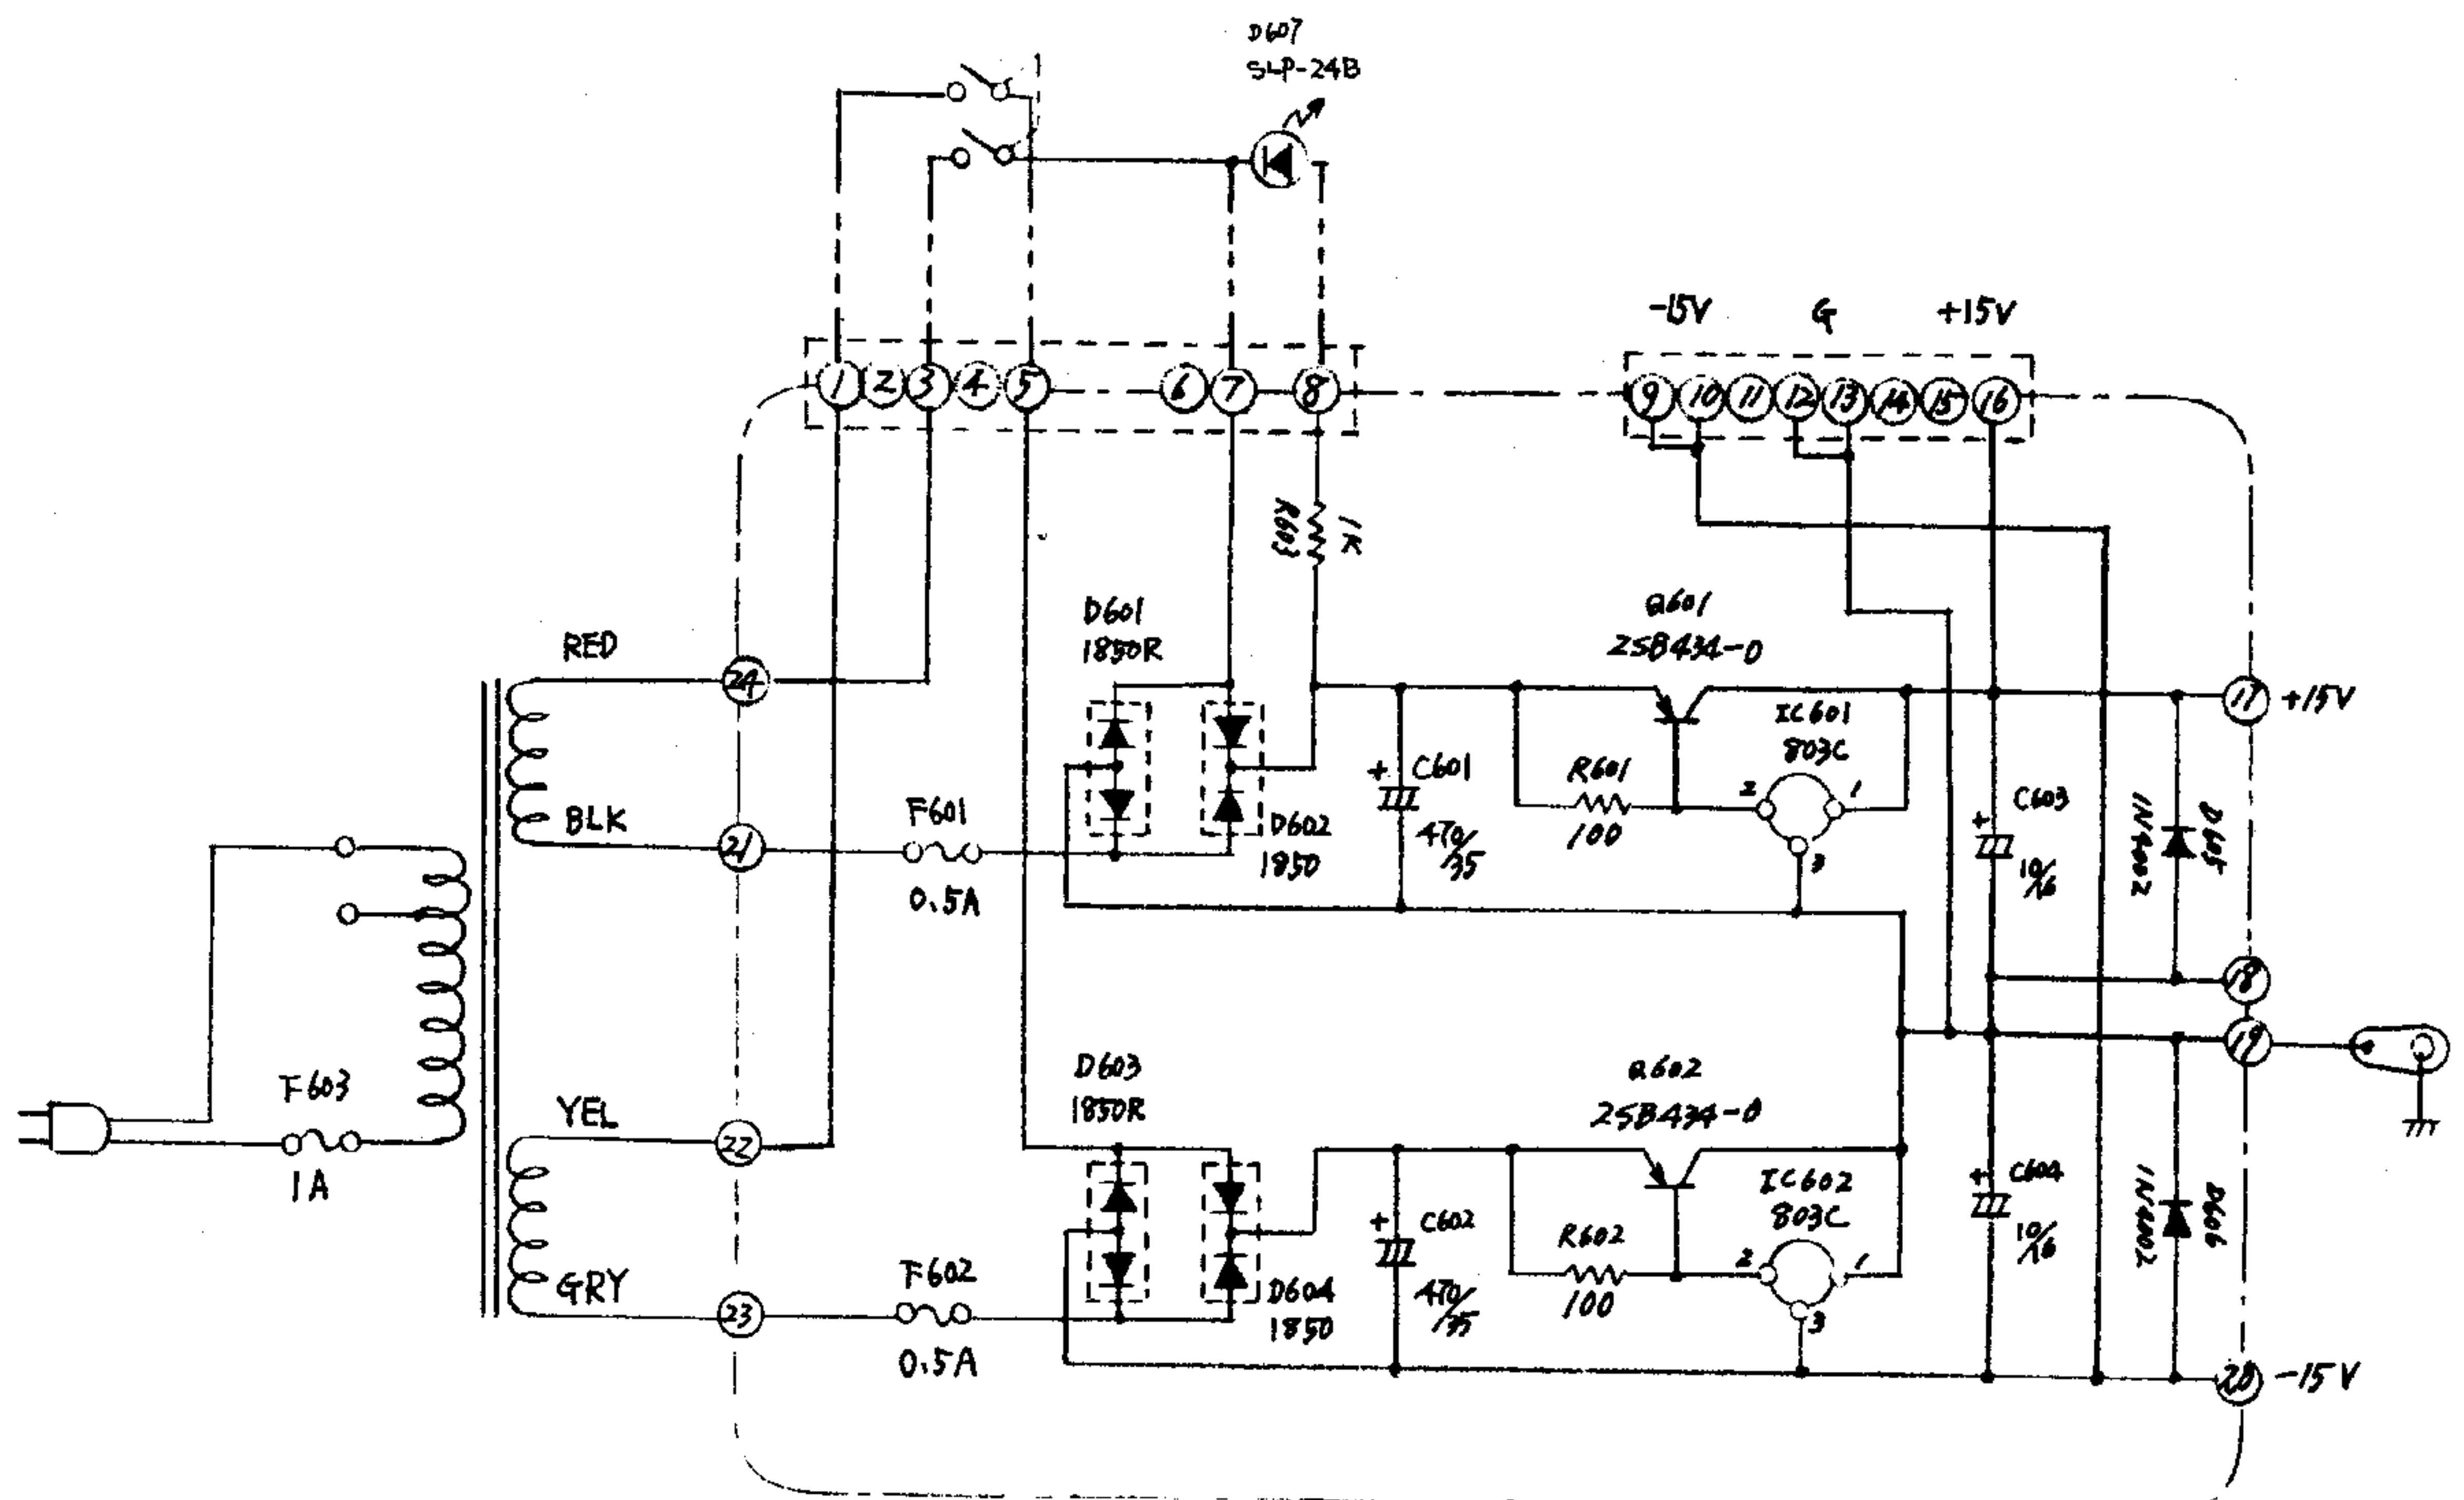 D607
SLP-24B
-15V G +15V
1 2 3 4 5 6 7 8
9 10 11 12 13 14 15 16
R603
1K
D601
1850R
Q601
2SB434-O
RED
24
17 +15V
IC601
803C
C601
+
470/35
R601
100
2 1
3
C603
+
10/16
1N4002
D605
BLK
21
F601
0.5A
D602
1850
18
19
F603
1A
YEL
22
D603
1850R
Q602
2SB434-O
IC602
803C
C602
+
470/35
R602
100
2 1
3
C604
+
10/16
1N4002
D606
GRY
23
F602
0.5A
D604
1850
20 -15V